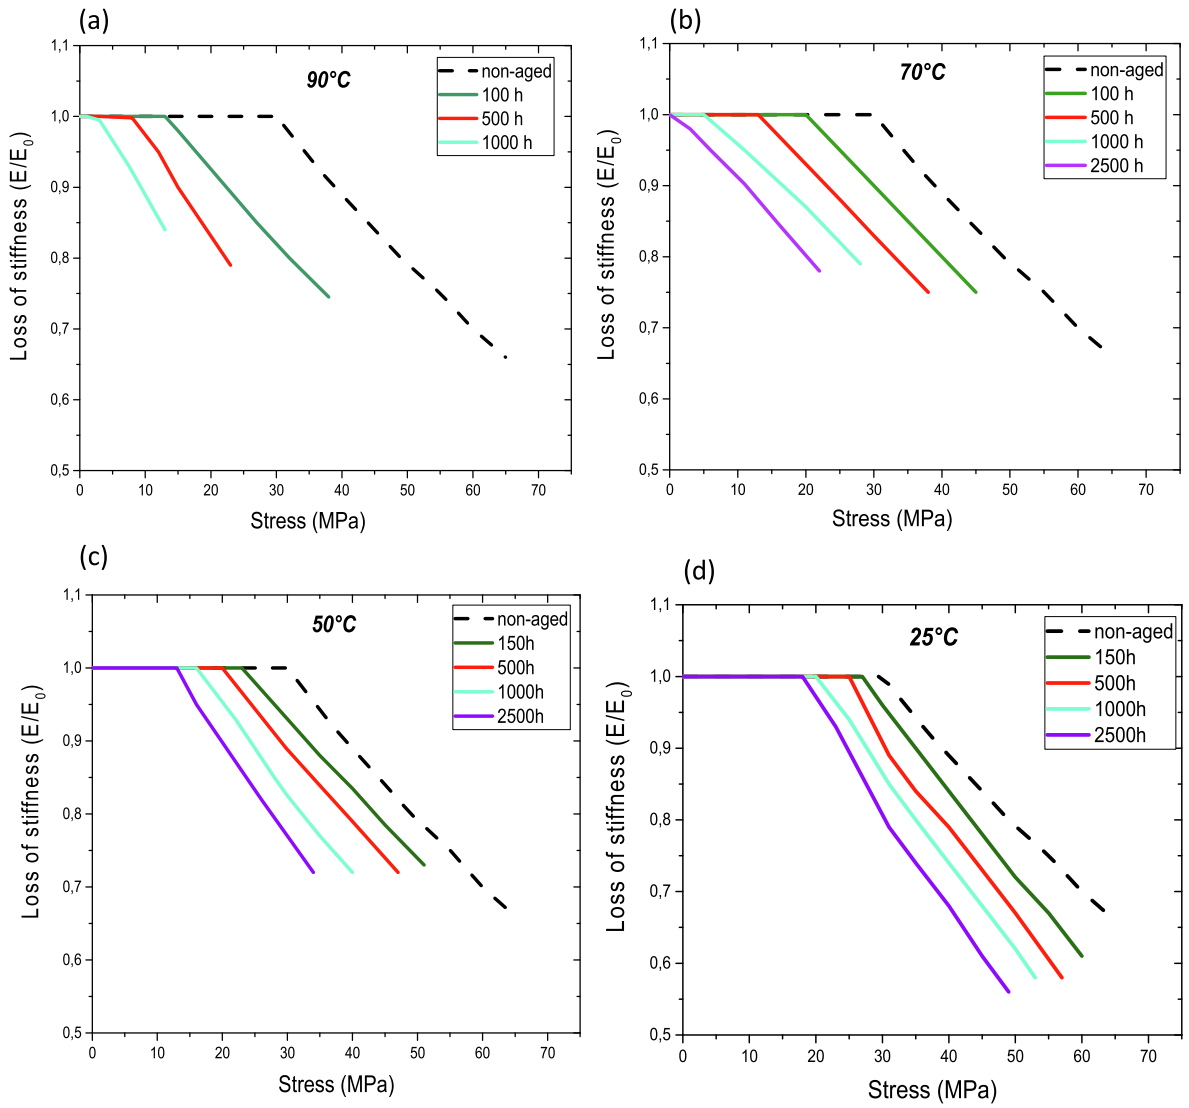 (a)
90°C
non-aged
100 h
500 h
1000 h
1,1
1,0
0,9
0,8
0,7
0,6
0,5
Loss of stiffness (E/E0)
0 10 20 30 40 50 60 70
Stress (MPa)
(b)
70°C
non-aged
100 h
500 h
1000 h
2500 h
1,1
1,0
0,9
0,8
0,7
0,6
0,5
Loss of stiffness (E/E0)
0 10 20 30 40 50 60 70
Stress (MPa)
(c)
50°C
non-aged
150h
500h
1000h
2500h
1,1
1,0
0,9
0,8
0,7
0,6
0,5
Loss of stiffness (E/E0)
0 10 20 30 40 50 60 70
Stress (MPa)
(d)
25°C
non-aged
150h
500h
1000h
2500h
1,1
1,0
0,9
0,8
0,7
0,6
0,5
Loss of stiffness (E/E0)
0 10 20 30 40 50 60 70
Stress (MPa)